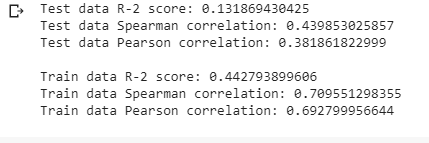 Test data R-2 score: 0.131869430425
Test data Spearman correlation: 0.439853025857
Test data Pearson correlation: 0.381861822999
Train data R-2 score: 0.442793899606
Train data Spearman correlation: 0.709551298355
Train data Pearson correlation: 0.692799956644